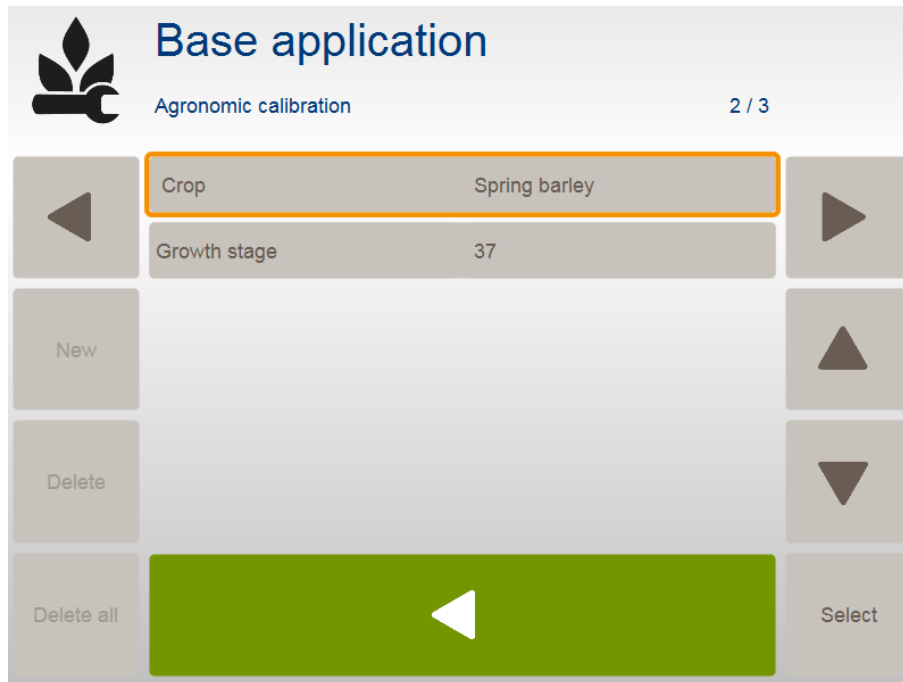 Base application
Agronomic calibration 2 / 3
Crop Spring barley
Growth stage 37
New
Delete
Delete all Select